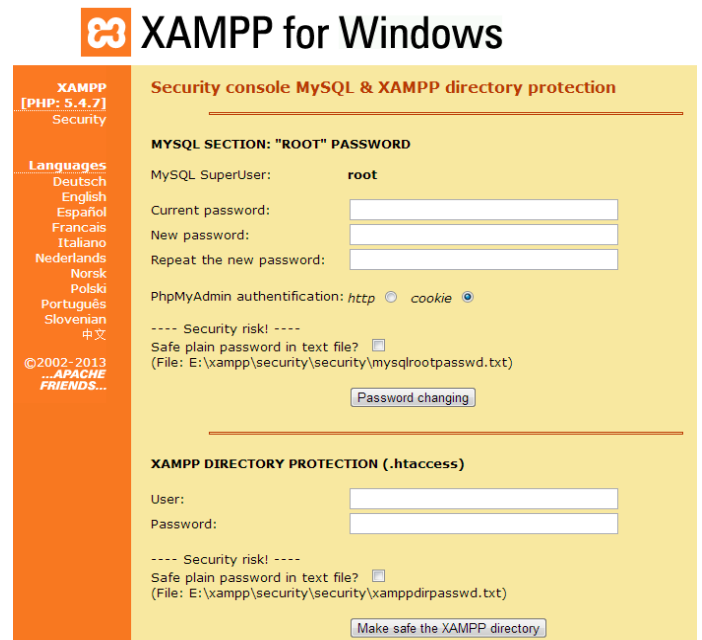 XAMPP for Windows
XAMPP
[PHP: 5.4.7]
Security
Languages
Deutsch
English
Español
Francais
Italiano
Nederlands
Norsk
Polski
Português
Slovenian
中文
©2002-2013
...APACHE
FRIENDS...
Security console MySQL & XAMPP directory protection
MYSQL SECTION: "ROOT" PASSWORD
MySQL SuperUser: root
Current password:
New password:
Repeat the new password:
PhpMyAdmin authentification: http cookie
---- Security risk! ----
Safe plain password in text file?
(File: E:\xampp\security\security\mysqlrootpasswd.txt)
Password changing
XAMPP DIRECTORY PROTECTION (.htaccess)
User:
Password:
---- Security risk! ----
Safe plain password in text file?
(File: E:\xampp\security\security\xamppdirpasswd.txt)
Make safe the XAMPP directory